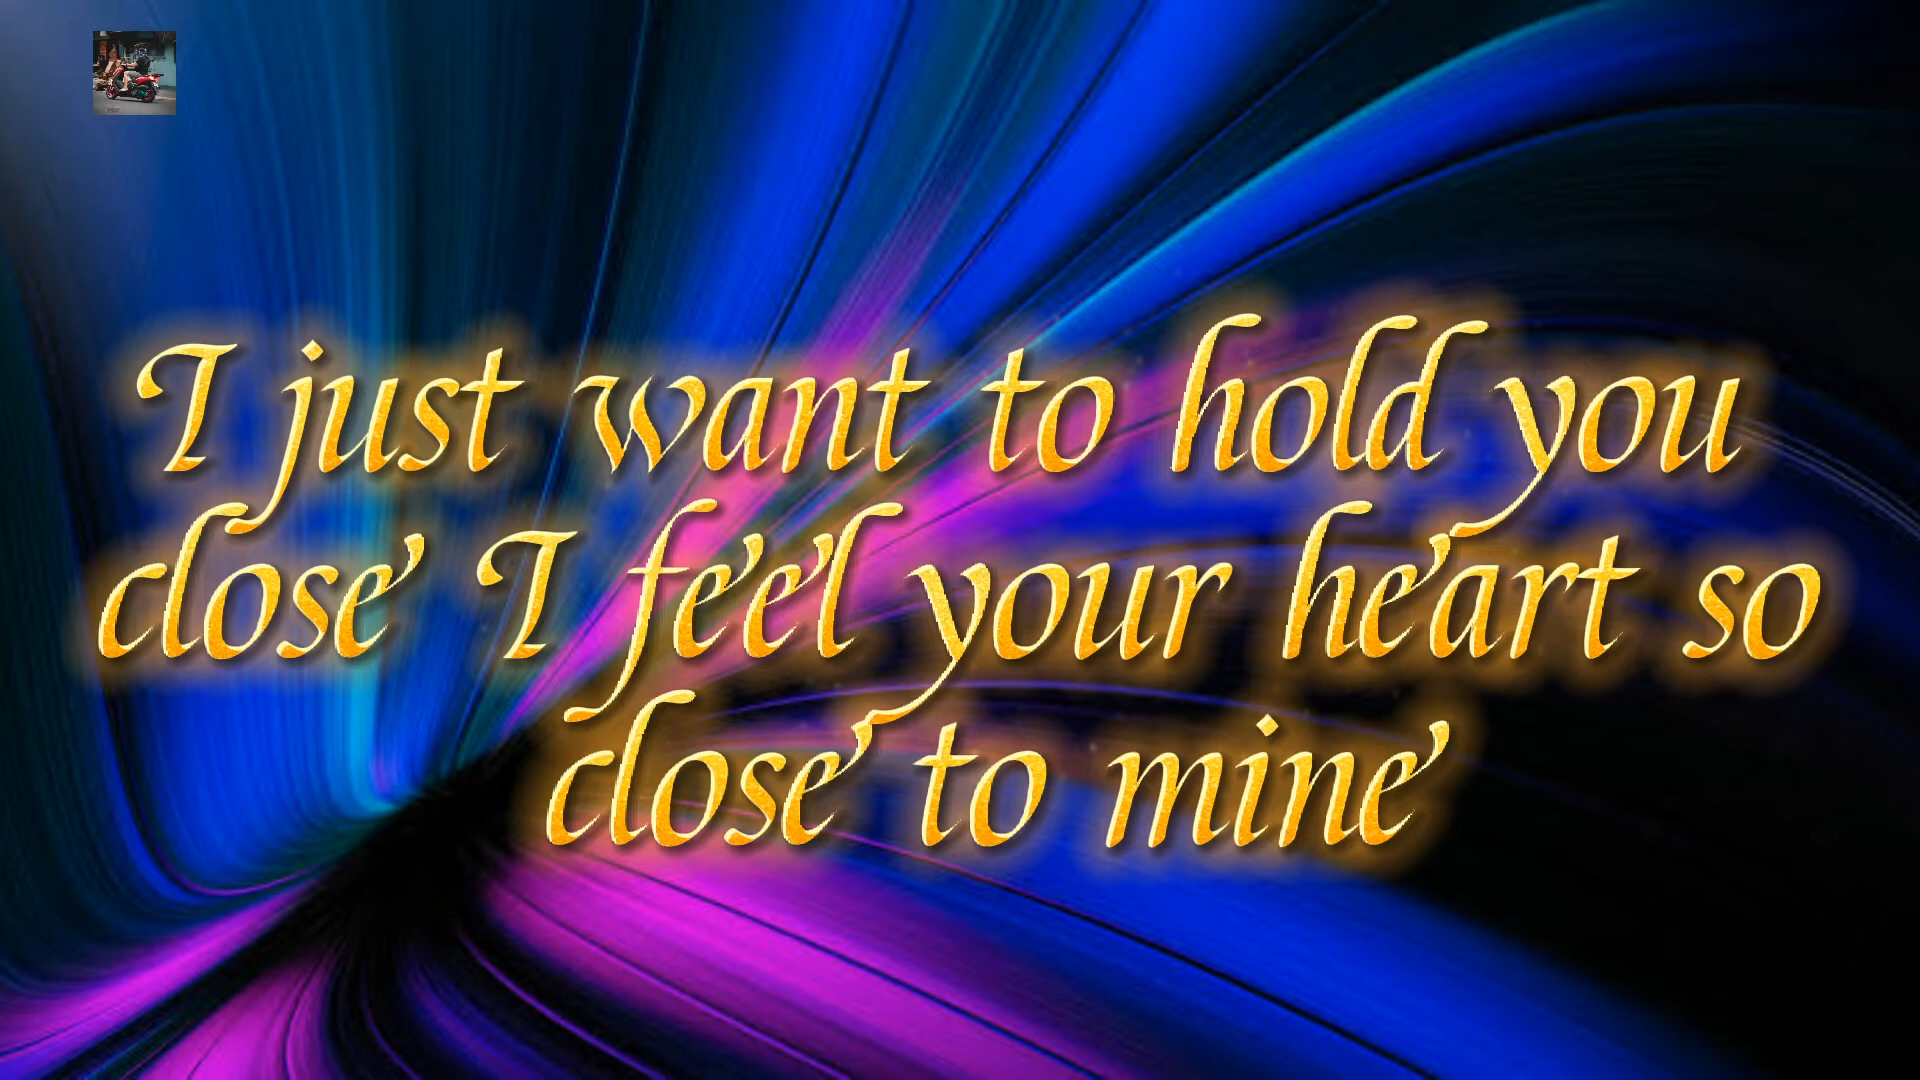 I just want to hold you
close I feel your heart so
close to mine